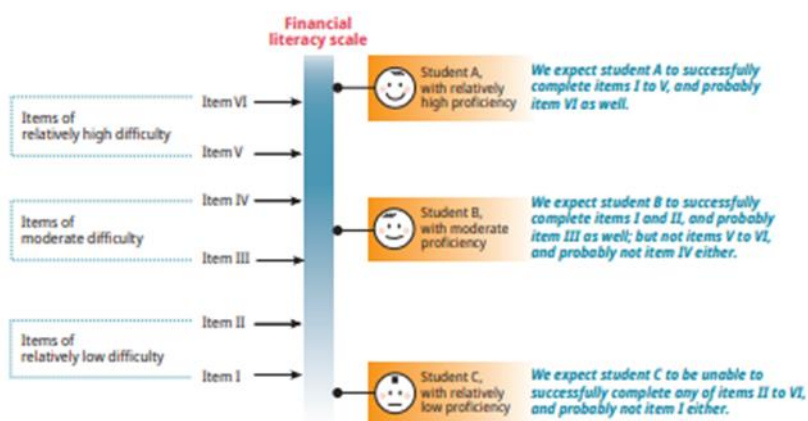 Financial
literacy scale
Items of
relatively high difficulty
Item VI
Item V
Items of
moderate difficulty
Item IV
Item III
Items of
relatively low difficulty
Item II
Item I
Student A,
with relatively
high proficiency
We expect student A to successfully
complete items I to V, and probably
item VI as well.
Student B,
with moderate
proficiency
We expect student B to successfully
complete items I and II, and probably
item III as well; but not items V to VI,
and probably not item IV either.
Student C,
with relatively
low proficiency
We expect student C to be unable to
successfully complete any of items II to VI,
and probably not item I either.